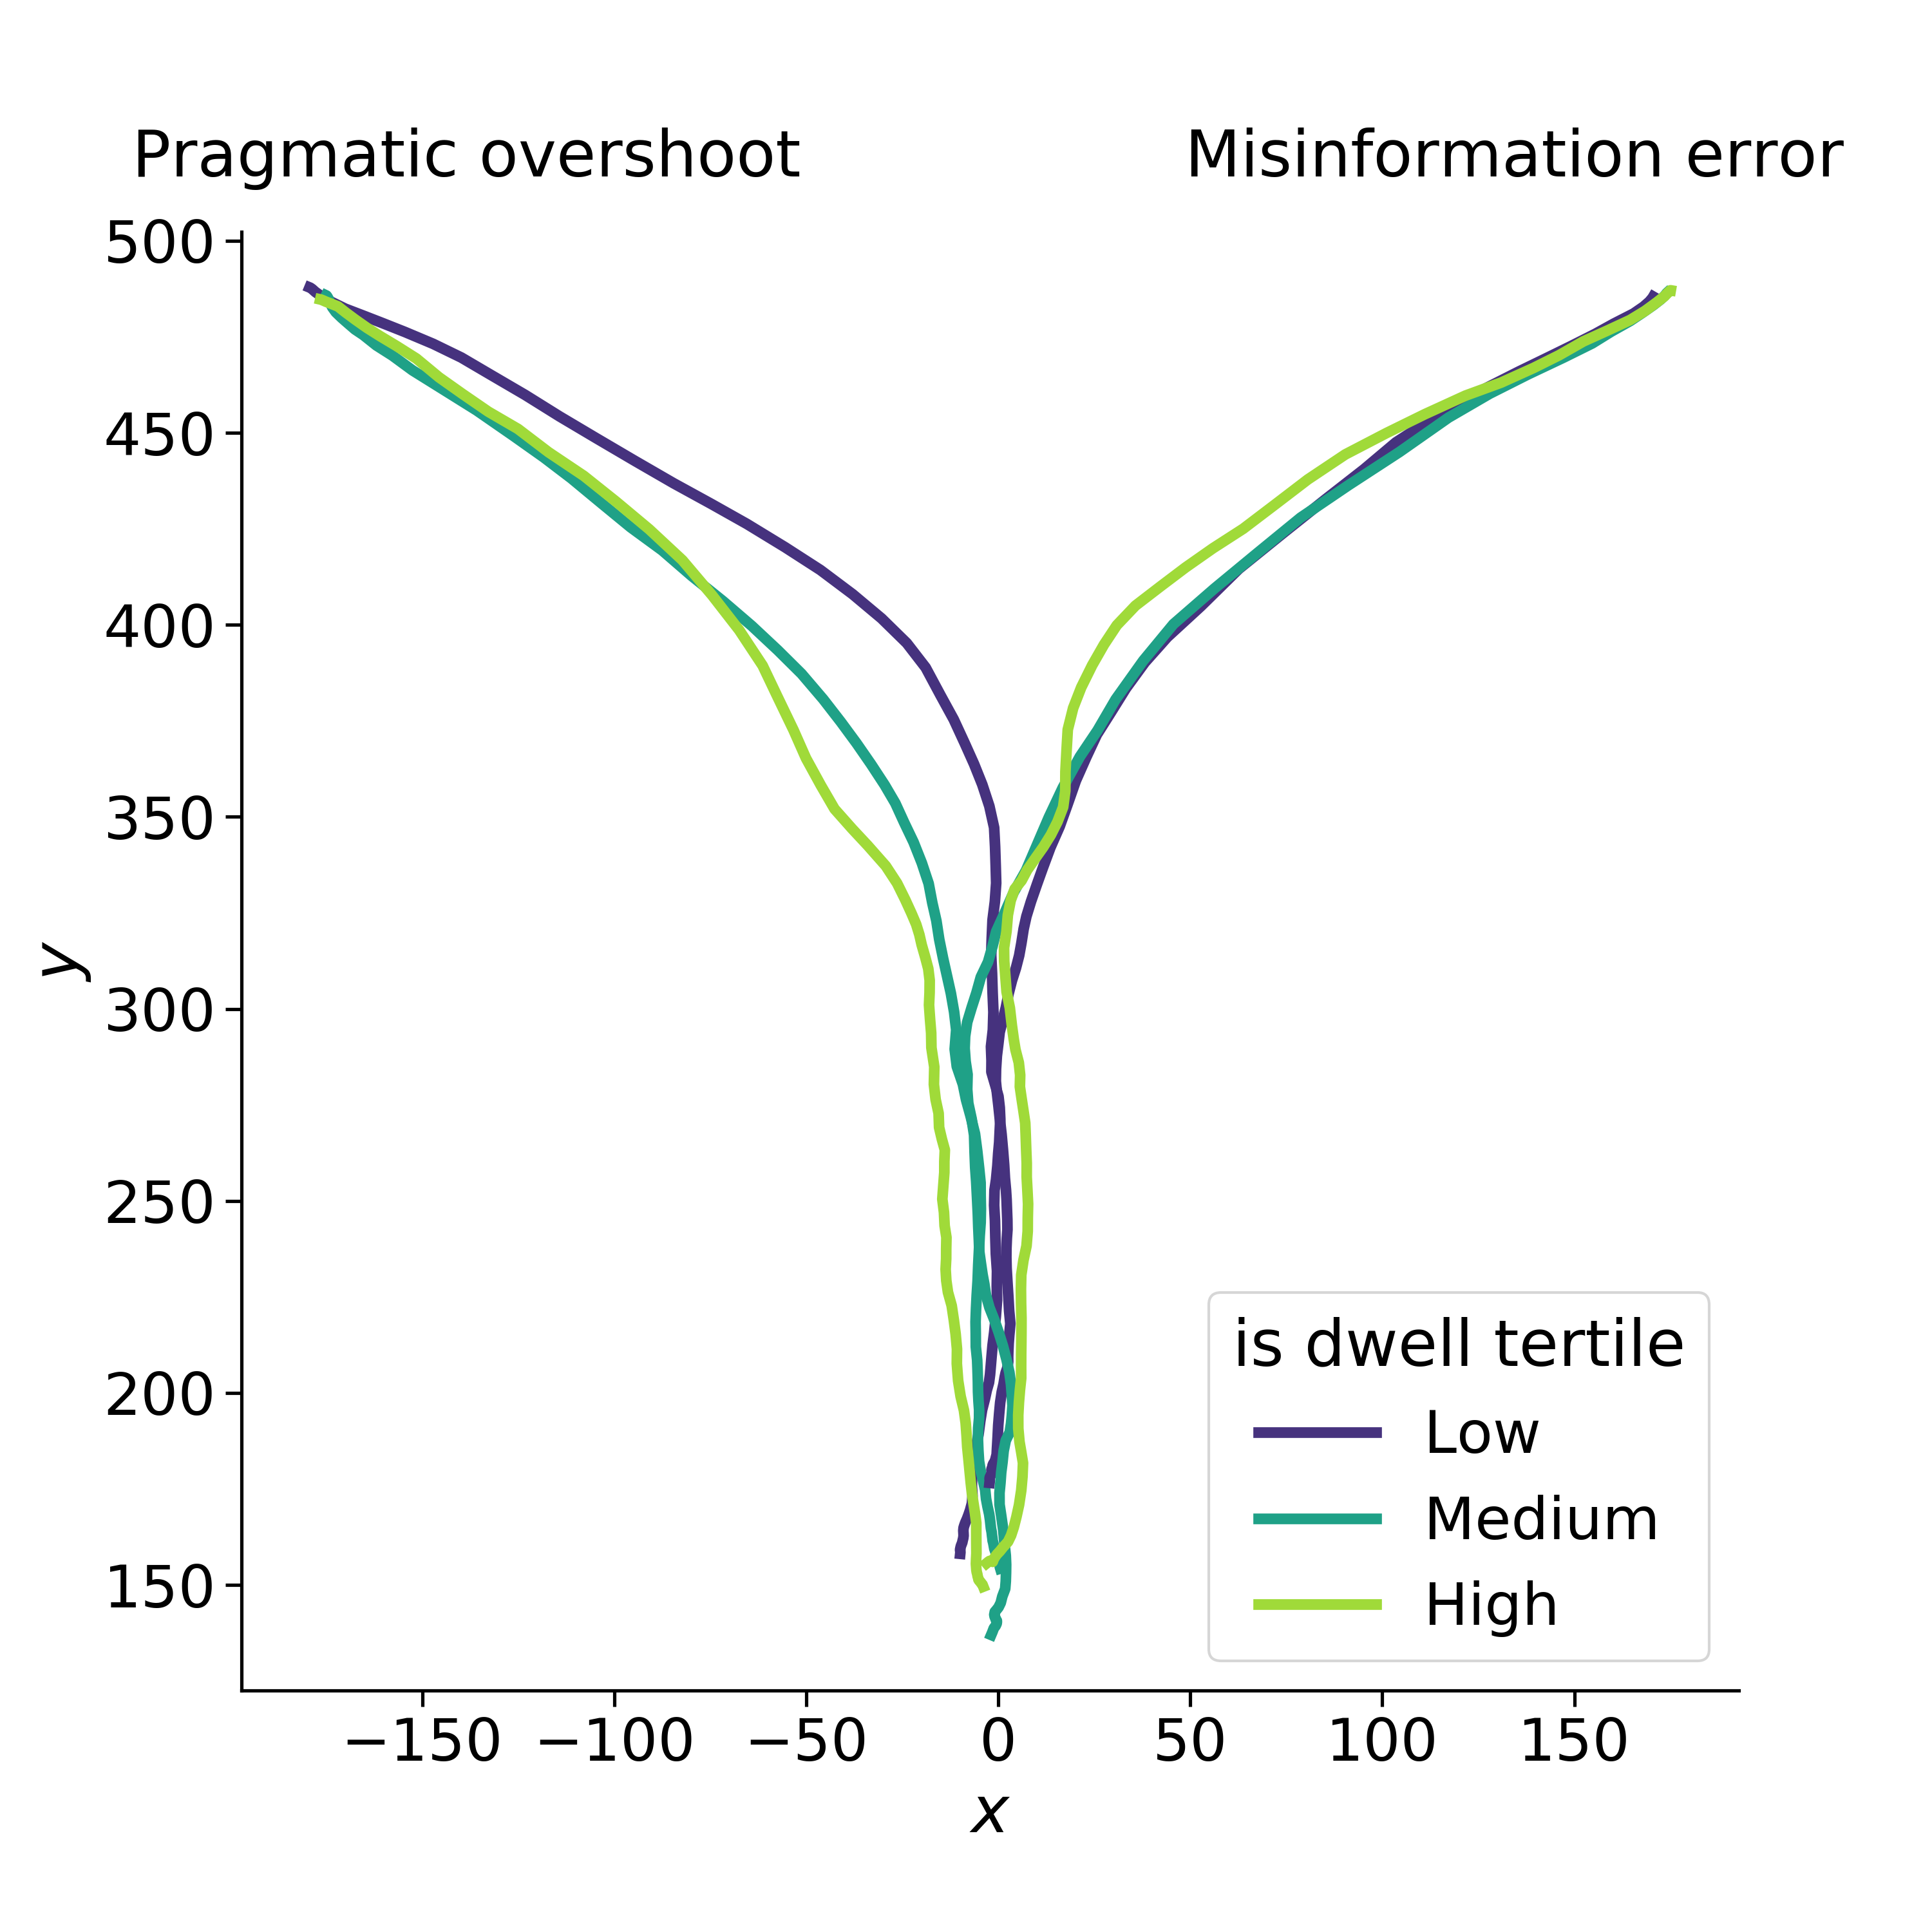 Pragmatic overshoot
Misinformation error
500
450
400
350
300
250
200
150
y
−150
−100
−50
0
50
100
150
x
is dwell tertile
Low
Medium
High